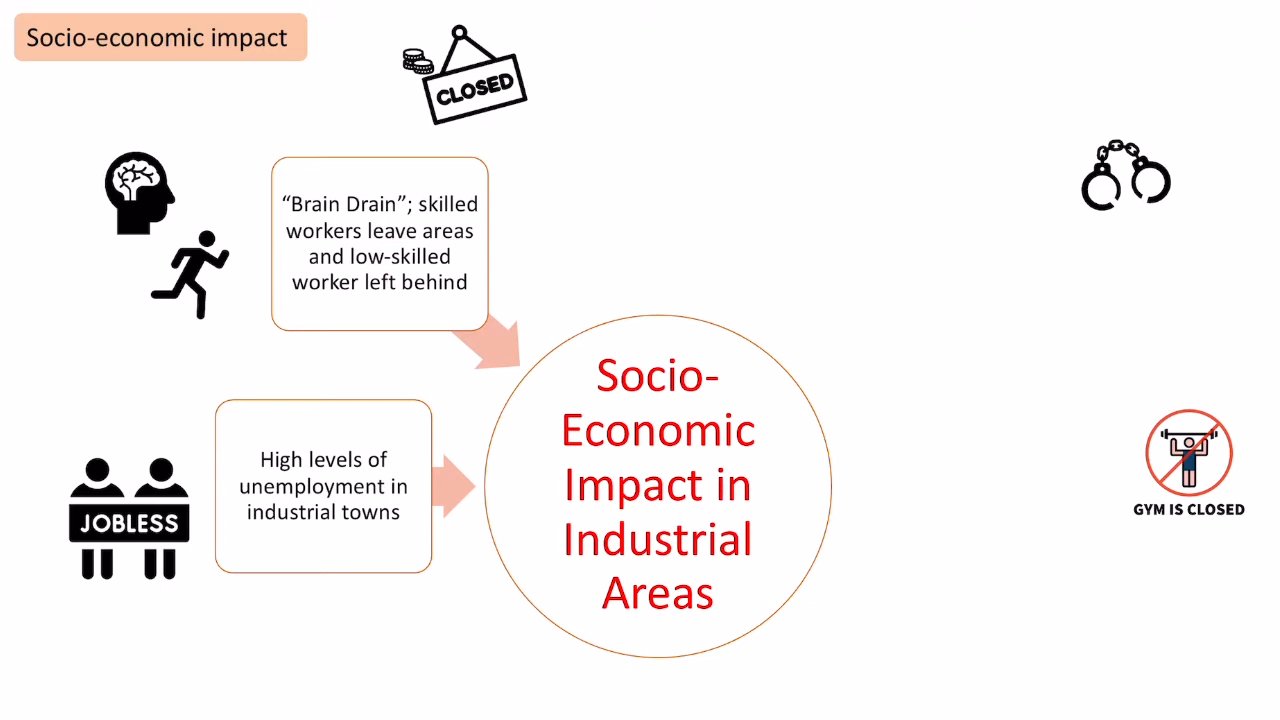 Socio-economic impact
CLOSED
“Brain Drain”; skilled
workers leave areas
and low-skilled
worker left behind
High levels of
unemployment in
industrial towns
JOBLESS
Socio-
Economic
Impact in
Industrial
Areas
GYM IS CLOSED